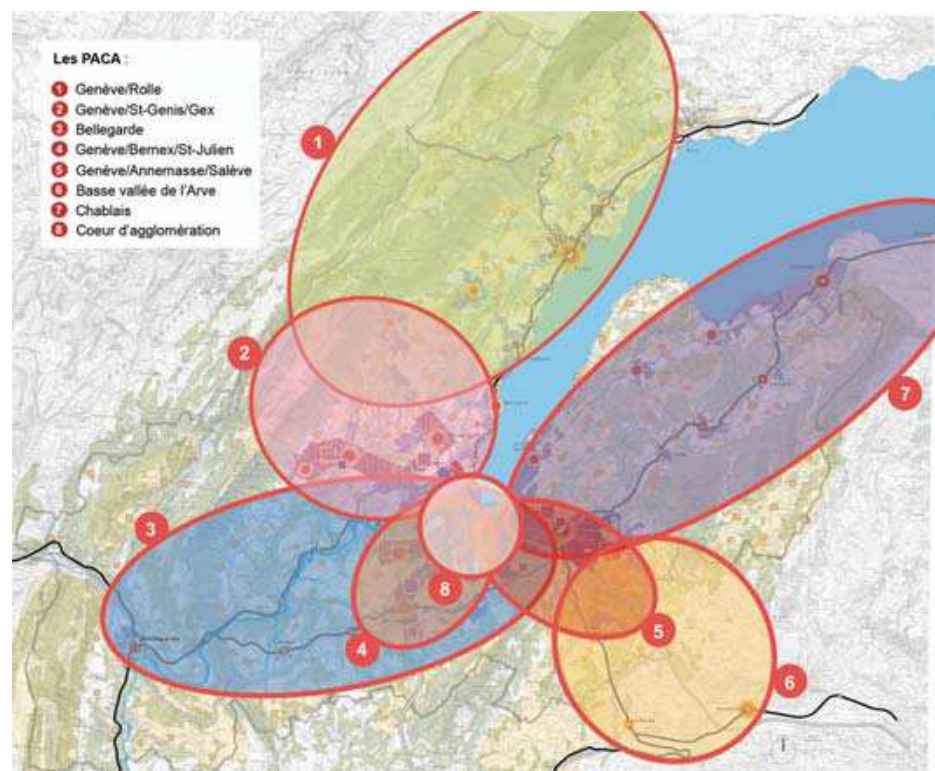 Les PACA :
1 Genève/Rolle
2 Genève/St-Genis/Gex
3 Bellegarde
4 Genève/Bernex/St-Julien
5 Genève/Annemasse/Salève
6 Basse vallée de l'Arve
7 Chablais
8 Coeur d'agglomération
1
2
3
7
8
4
5
6
Bellegarde